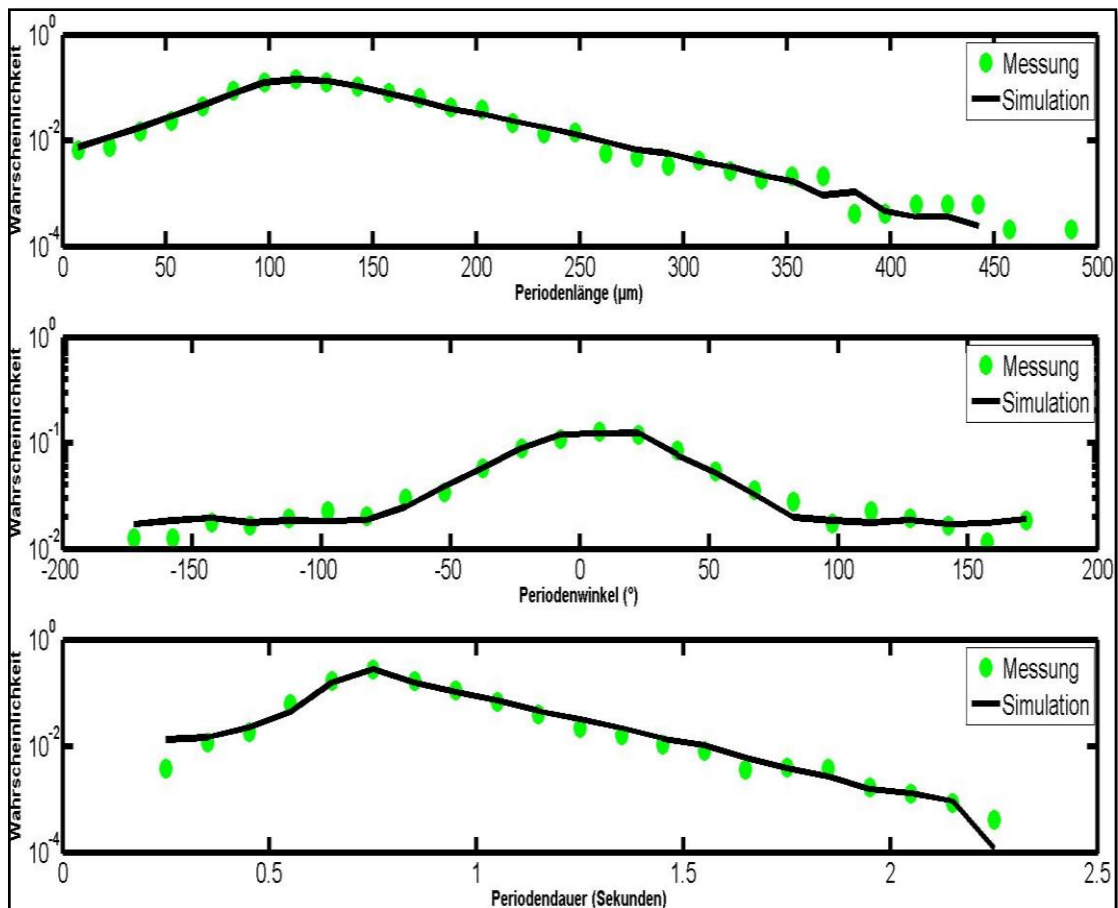 Wahrscheinlichkeit
10^0
10^-2
10^-4
Messung
Simulation
0 50 100 150 200 250 300 350 400 450 500
Periodenlänge (µm)
Wahrscheinlichkeit
10^0
10^-1
10^-2
Messung
Simulation
-200 -150 -100 -50 0 50 100 150 200
Periodenwinkel (°)
Wahrscheinlichkeit
10^0
10^-2
10^-4
Messung
Simulation
0 0.5 1 1.5 2 2.5
Periodendauer (Sekunden)